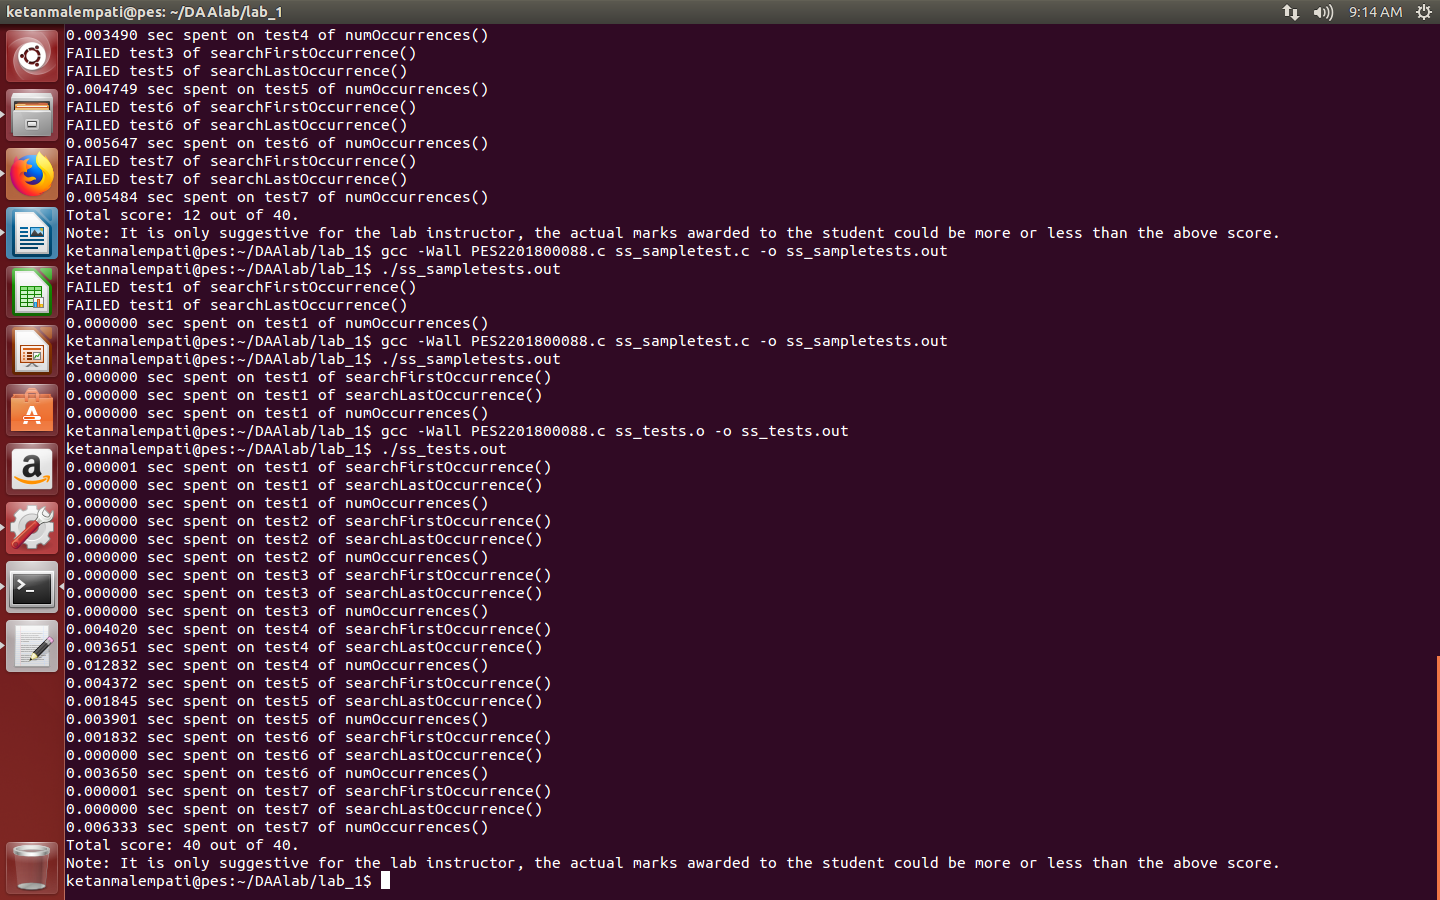 ketanmalempati@pes: ~/DAAlab/lab_1
9:14 AM
0.003490 sec spent on test4 of numOccurrences()
FAILED test3 of searchFirstOccurrence()
FAILED test5 of searchLastOccurrence()
0.004749 sec spent on test5 of numOccurrences()
FAILED test6 of searchFirstOccurrence()
FAILED test6 of searchLastOccurrence()
0.005647 sec spent on test6 of numOccurrences()
FAILED test7 of searchFirstOccurrence()
FAILED test7 of searchLastOccurrence()
0.005484 sec spent on test7 of numOccurrences()
Total score: 12 out of 40.
Note: It is only suggestive for the lab instructor, the actual marks awarded to the student could be more or less than the above score.
ketanmalempati@pes:~/DAAlab/lab_1$ gcc -Wall PES2201800088.c ss_sampletest.c -o ss_sampletests.out
ketanmalempati@pes:~/DAAlab/lab_1$ ./ss_sampletests.out
FAILED test1 of searchFirstOccurrence()
FAILED test1 of searchLastOccurrence()
0.000000 sec spent on test1 of numOccurrences()
ketanmalempati@pes:~/DAAlab/lab_1$ gcc -Wall PES2201800088.c ss_sampletest.c -o ss_sampletests.out
ketanmalempati@pes:~/DAAlab/lab_1$ ./ss_sampletests.out
0.000000 sec spent on test1 of searchFirstOccurrence()
0.000000 sec spent on test1 of searchLastOccurrence()
0.000000 sec spent on test1 of numOccurrences()
ketanmalempati@pes:~/DAAlab/lab_1$ gcc -Wall PES2201800088.c ss_tests.o -o ss_tests.out
ketanmalempati@pes:~/DAAlab/lab_1$ ./ss_tests.out
0.000001 sec spent on test1 of searchFirstOccurrence()
0.000000 sec spent on test1 of searchLastOccurrence()
0.000000 sec spent on test1 of numOccurrences()
0.000000 sec spent on test2 of searchFirstOccurrence()
0.000000 sec spent on test2 of searchLastOccurrence()
0.000000 sec spent on test2 of numOccurrences()
0.000000 sec spent on test3 of searchFirstOccurrence()
0.000000 sec spent on test3 of searchLastOccurrence()
0.000000 sec spent on test3 of numOccurrences()
0.004020 sec spent on test4 of searchFirstOccurrence()
0.003651 sec spent on test4 of searchLastOccurrence()
0.012832 sec spent on test4 of numOccurrences()
0.004372 sec spent on test5 of searchFirstOccurrence()
0.001845 sec spent on test5 of searchLastOccurrence()
0.003901 sec spent on test5 of numOccurrences()
0.001832 sec spent on test6 of searchFirstOccurrence()
0.000000 sec spent on test6 of searchLastOccurrence()
0.003650 sec spent on test6 of numOccurrences()
0.000001 sec spent on test7 of searchFirstOccurrence()
0.000000 sec spent on test7 of searchLastOccurrence()
0.006333 sec spent on test7 of numOccurrences()
Total score: 40 out of 40.
Note: It is only suggestive for the lab instructor, the actual marks awarded to the student could be more or less than the above score.
ketanmalempati@pes:~/DAAlab/lab_1$